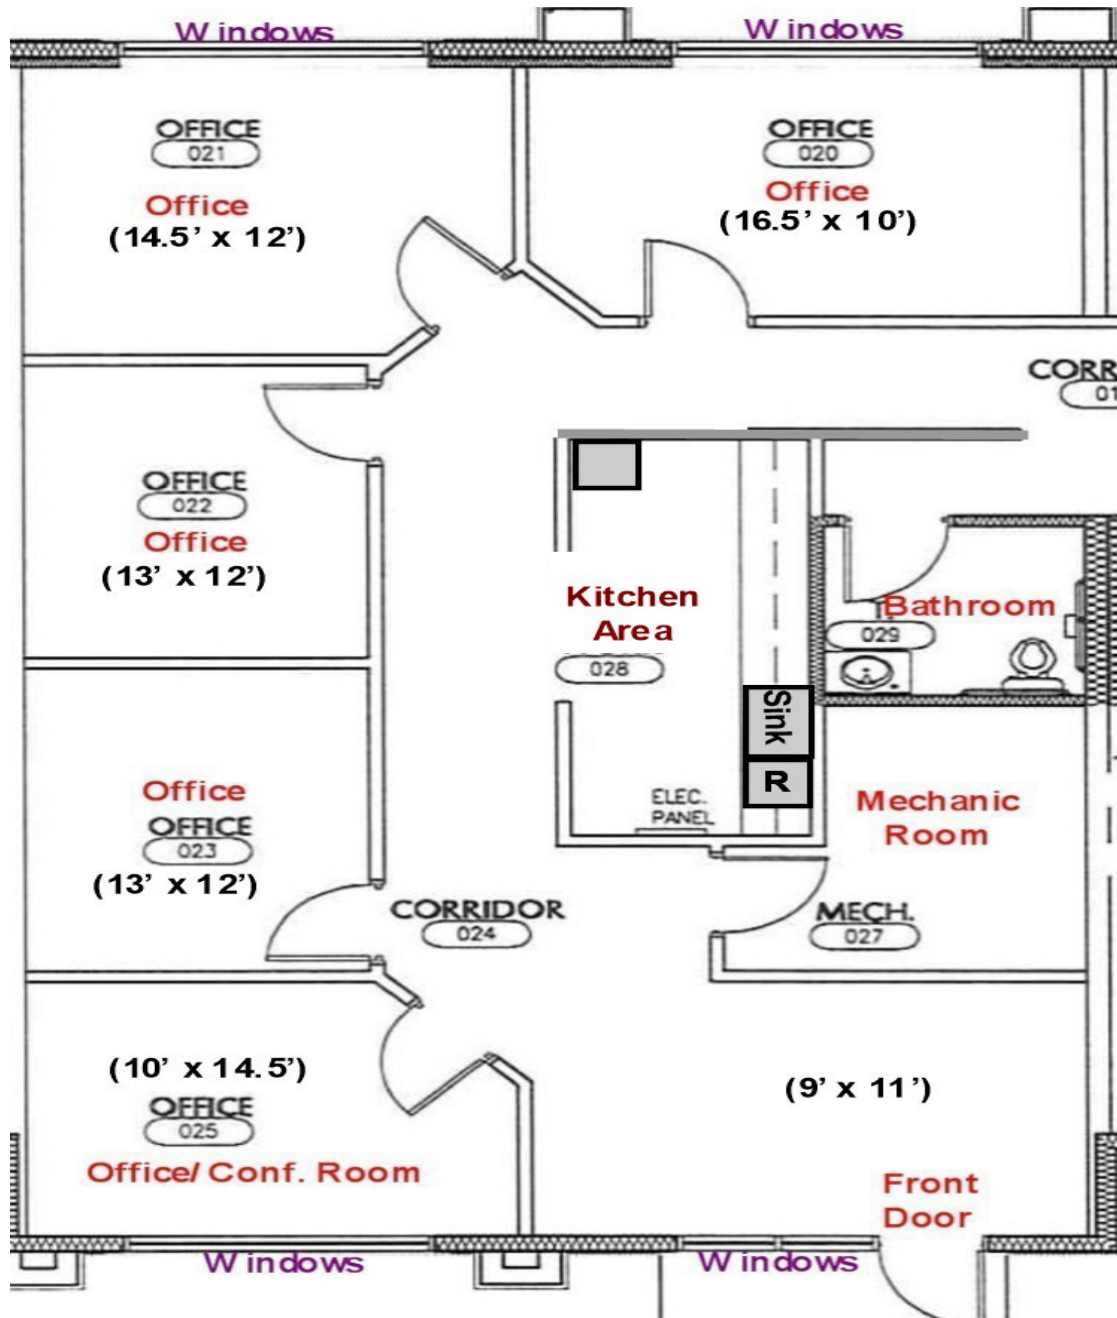 Windows
Windows
OFFICE
021
Office
(14.5’ x 12’)
OFFICE
020
Office
(16.5’ x 10’)
CORR
01
OFFICE
022
Office
(13’ x 12’)
Kitchen
Area
028
Bathroom
029
Sink
R
ELEC.
PANEL
Mechanic
Room
MECH.
027
Office
OFFICE
023
(13’ x 12’)
CORRIDOR
024
(10’ x 14.5’)
OFFICE
025
Office/ Conf. Room
(9’ x 11’)
Front
Door
Windows
Windows